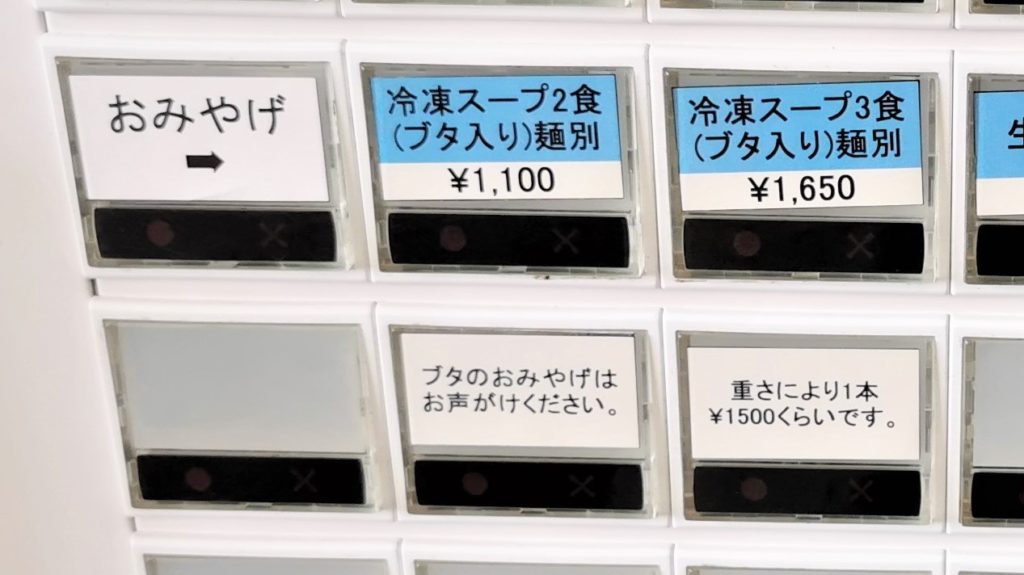 おみやげ
➡
冷凍スープ2食
(ブタ入り)麺別
¥1,100
冷凍スープ3食
(ブタ入り)麺別
¥1,650
生
ブタのおみやげは
お声がけください。
重さにより1本
¥1500くらいです。